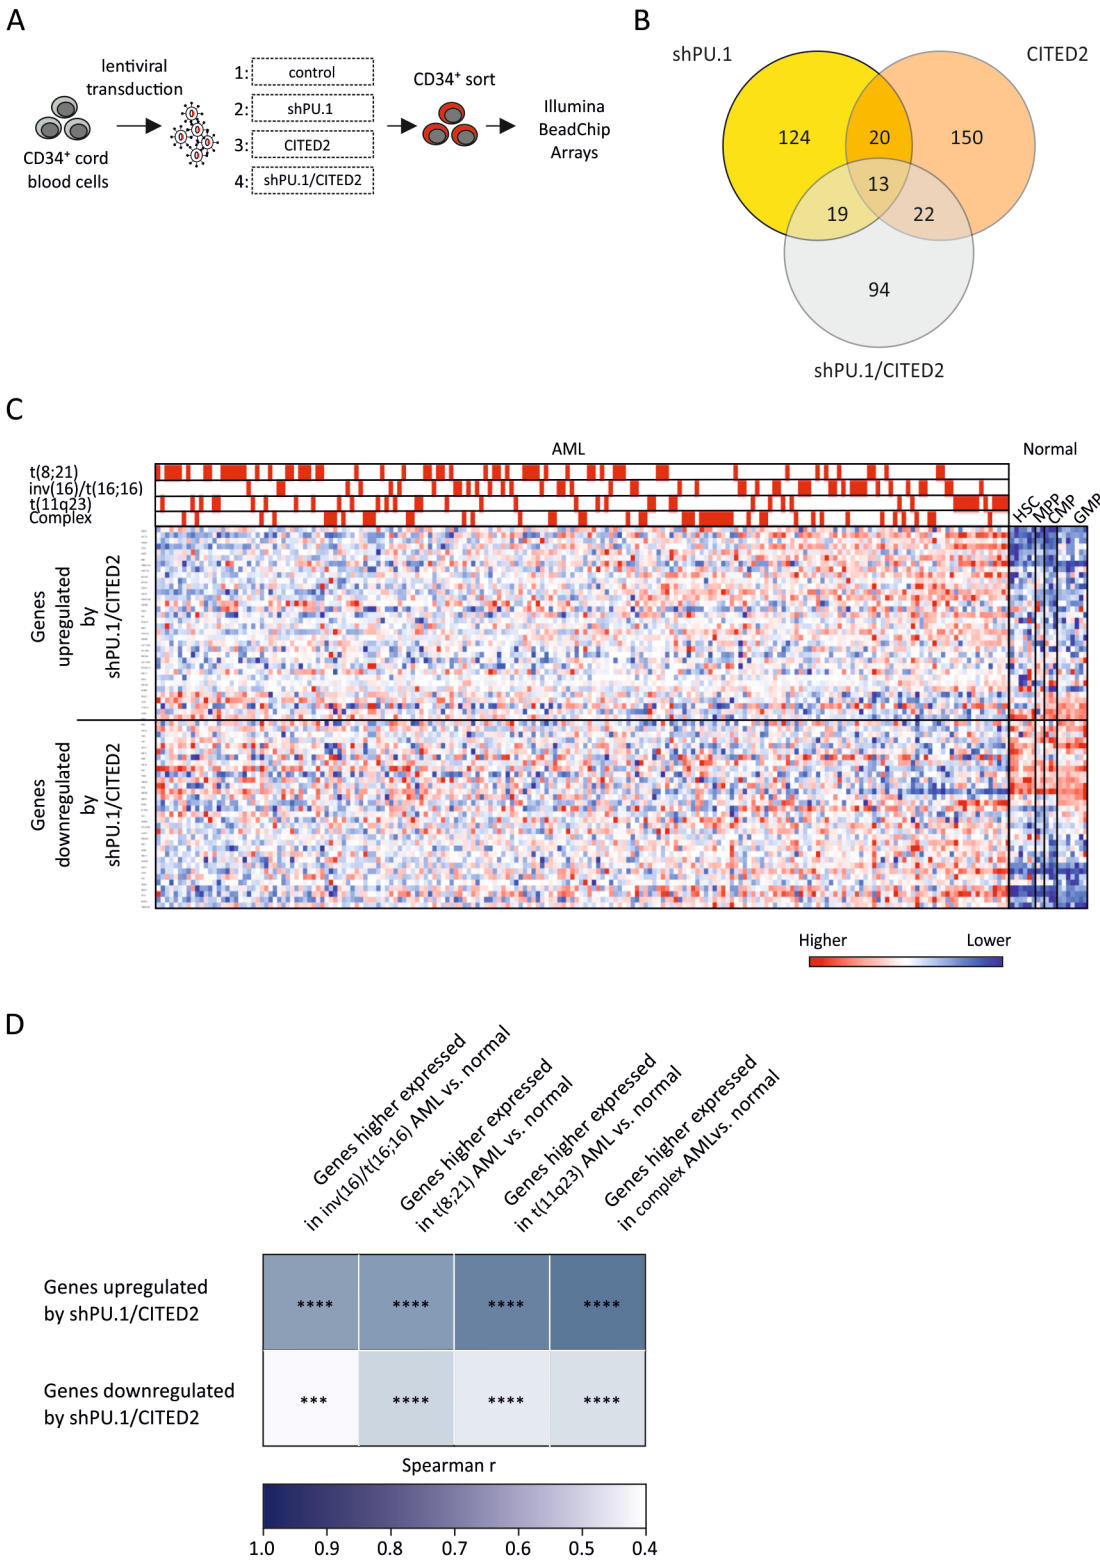 A
lentiviral
transduction
CD34⁺ cord
blood cells
1: control
2: shPU.1
3: CITED2
4: shPU.1/CITED2
CD34⁺ sort
Illumina
BeadChip
Arrays
B
shPU.1
CITED2
124
20
150
13
19
22
94
shPU.1/CITED2
C
AML
Normal
t(8;21)
inv(16)/t(16;16)
t(11q23)
Complex
HSC
MPP
CMP
GMP
Genes
upregulated
by
shPU.1/CITED2
Genes
downregulated
by
shPU.1/CITED2
Higher Lower
D
Genes higher expressed
in inv(16)/t(16;16) AML vs. normal
Genes higher expressed
in t(8;21) AML vs. normal
Genes higher expressed
in t(11q23) AML vs. normal
Genes higher expressed
in complex AMLvs. normal
Genes upregulated
by shPU.1/CITED2
**** **** **** ****
Genes downregulated
by shPU.1/CITED2
*** **** **** ****
Spearman r
1.0 0.9 0.8 0.7 0.6 0.5 0.4